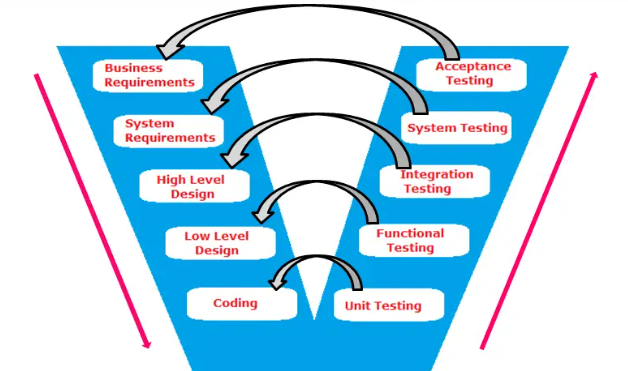 Business
Requirements
Acceptance
Testing
System
Requirements
System Testing
High Level
Design
Integration
Testing
Low Level
Design
Functional
Testing
Coding
Unit Testing